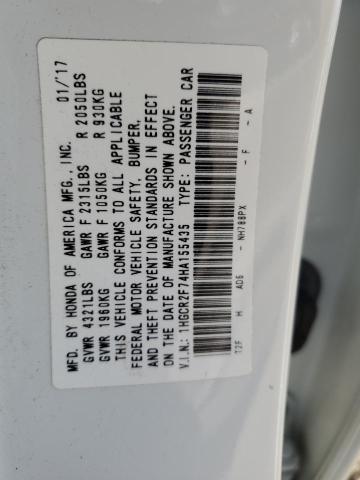 MFD. BY HONDA OF AMERICA MFG., INC. 01/17
GVWR 4321LBS GAWR F 2315LBS R 2050LBS
GVWR 1960KG GAWR F 1050KG R 930KG
THIS VEHICLE CONFORMS TO ALL APPLICABLE
FEDERAL MOTOR VEHICLE SAFETY, BUMPER,
AND THEFT PREVENTION STANDARDS IN EFFECT
ON THE DATE OF MANUFACTURE SHOWN ABOVE.
V.I.N.: 1HGCR2F74HA155435 TYPE: PASSENGER CAR
T2F H AD6 - NH788PX - F - A